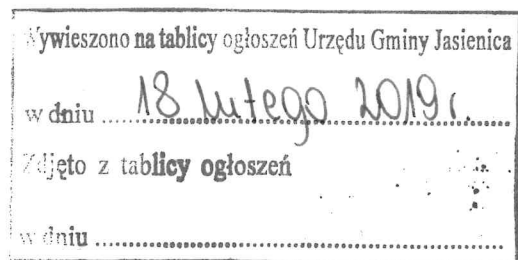 Wywieszono na tablicy ogłoszeń Urzędu Gminy Jasienica
w dniu ..... 18 lutego 2019 r. .....
Zdjęto z tablicy ogłoszeń
w dniu ..........